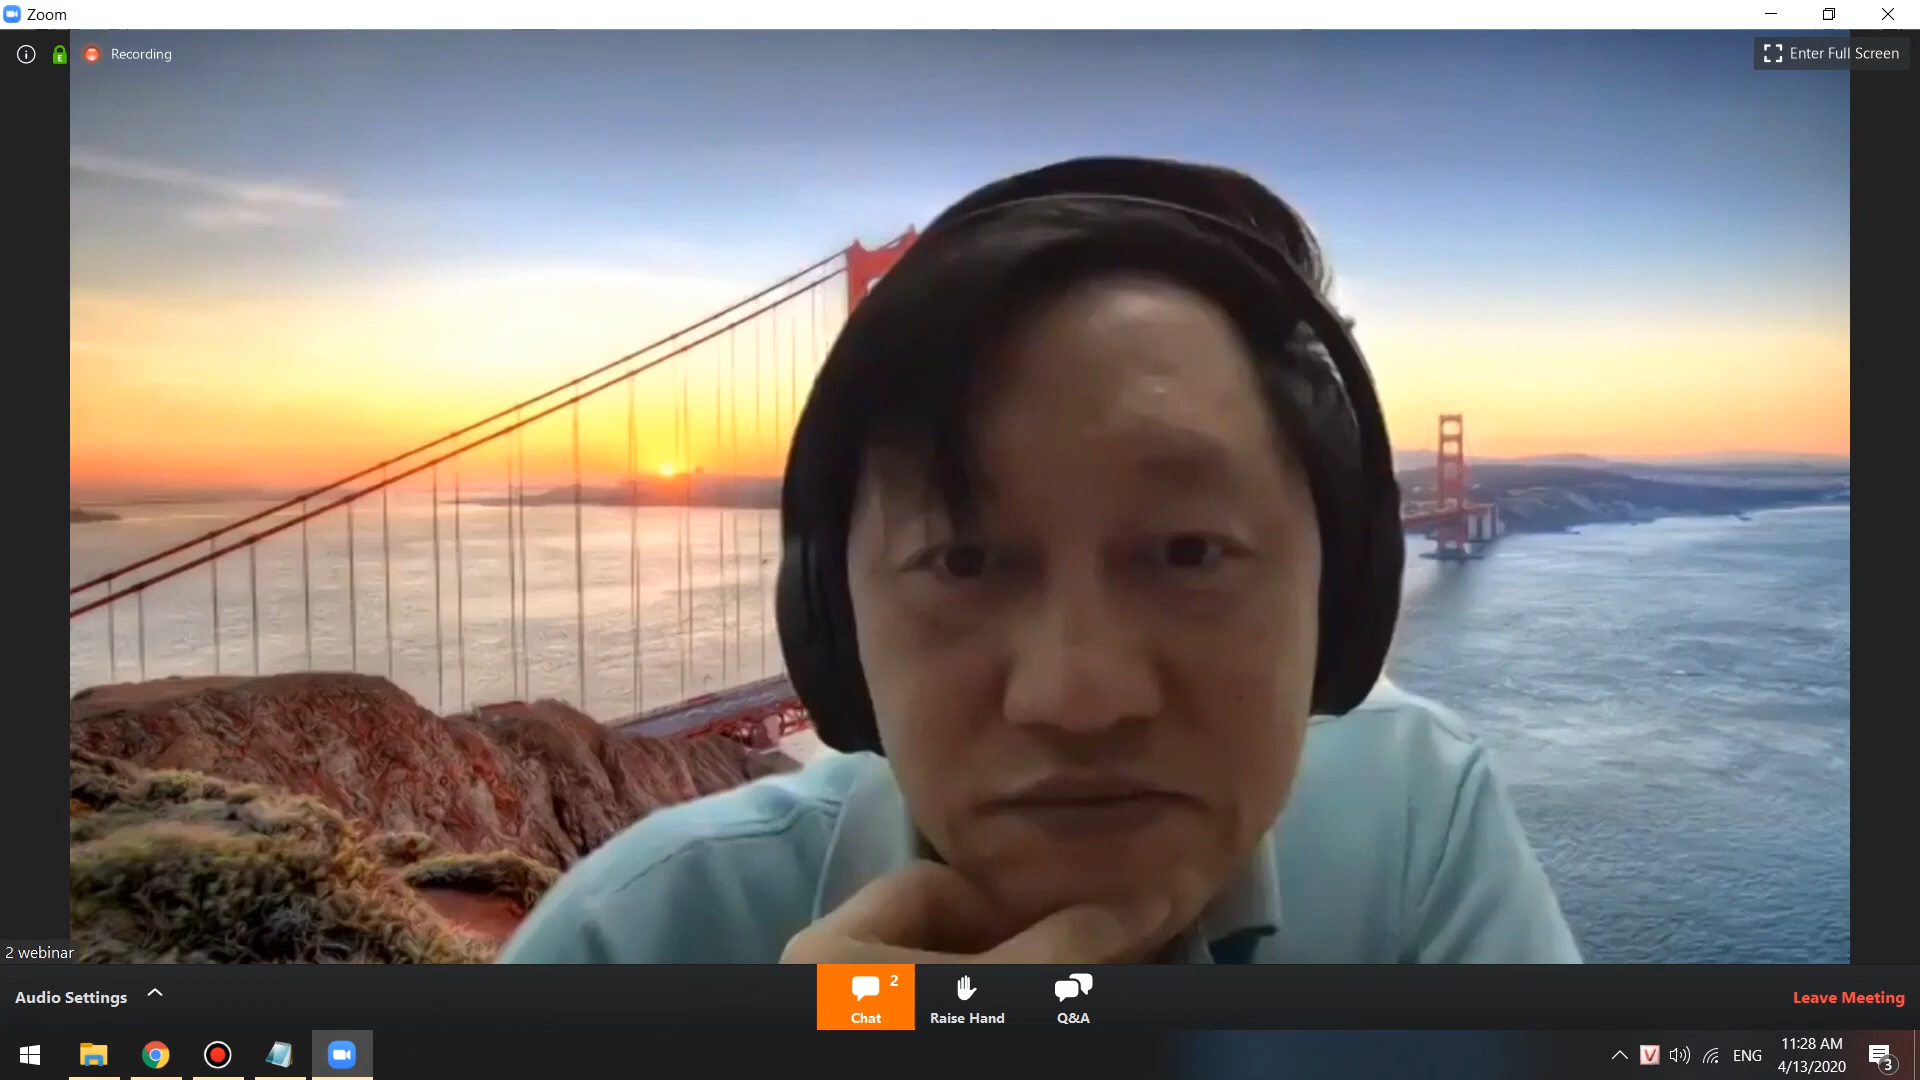 Zoom
Recording
Enter Full Screen
2 webinar
Audio Settings
2
Chat
Raise Hand
Q&A
Leave Meeting
V
ENG
11:28 AM
4/13/2020
3